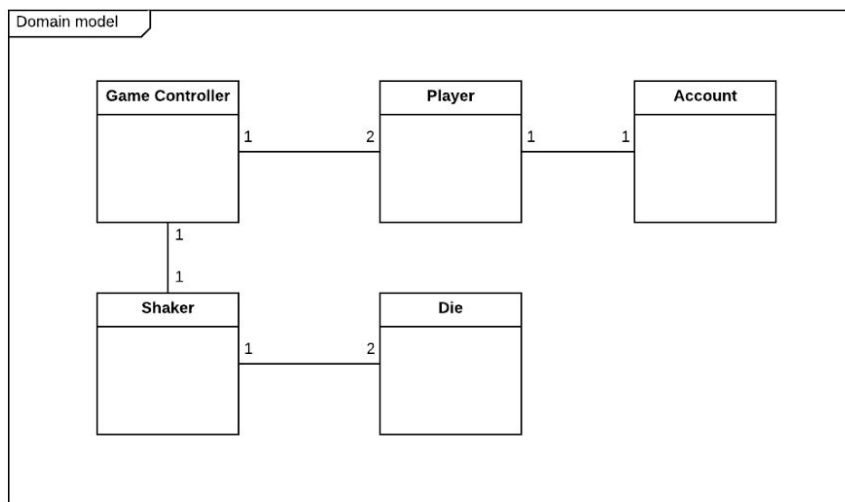 Domain model
Game Controller
Player
Account
1
2
1
1
1
1
Shaker
Die
1
2